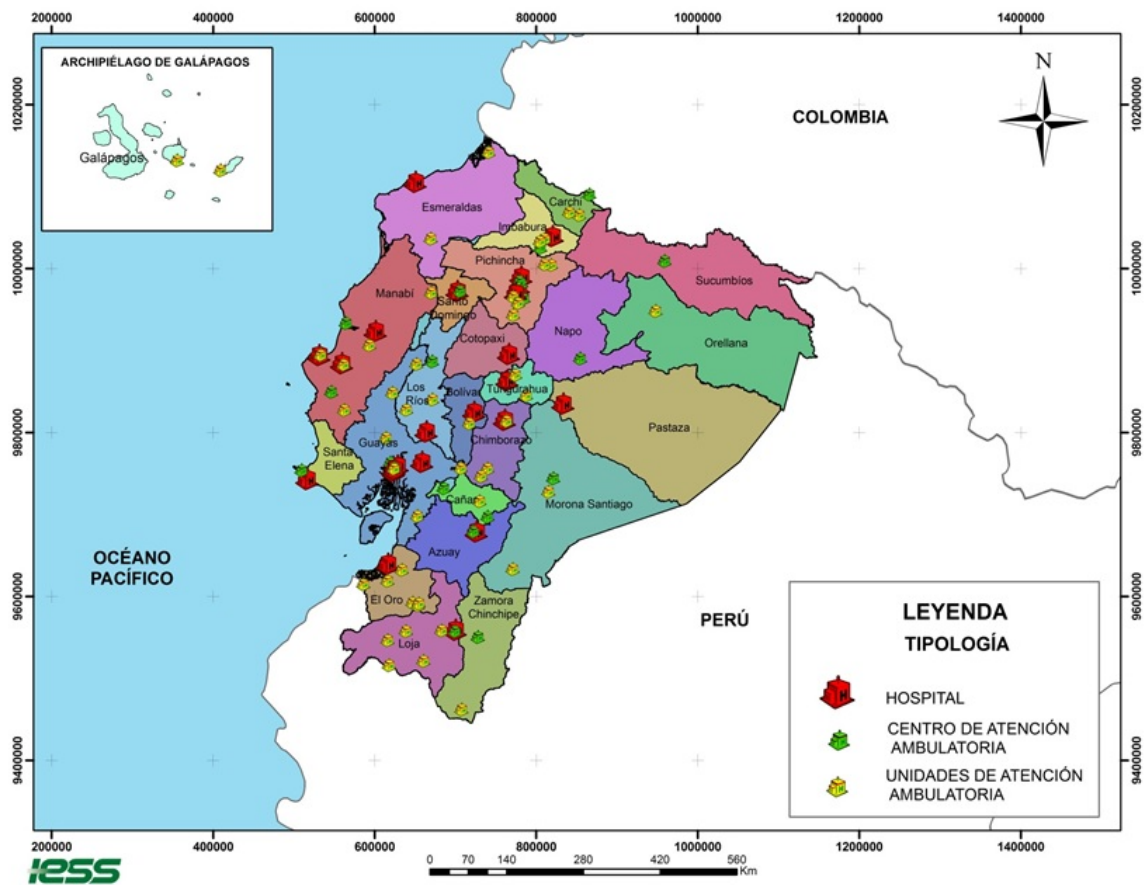 200000 400000 600000 800000 1000000 1200000 1400000
ARCHIPIÉLAGO DE GALÁPAGOS
Galápagos
N
COLOMBIA
10200000
10200000
Esmeraldas
Carchi
Imbabura
10000000
10000000
Pichincha
Sucumbíos
Manabí
Santo
Domingo
Cotopaxi
Napo
Orellana
Los
Ríos
Bolívar
Tungurahua
9800000
9800000
Pastaza
Guayas
Chimborazo
Santa
Elena
Cañar
Morona Santiago
OCÉANO
PACÍFICO
Azuay
9600000
9600000
El Oro
Zamora
Chinchipe
PERÚ
Loja
LEYENDA
TIPOLOGÍA
HOSPITAL
CENTRO DE ATENCIÓN
AMBULATORIA
UNIDADES DE ATENCIÓN
AMBULATORIA
9400000
9400000
200000 400000 600000 800000 1000000 1200000 1400000
IESS
0 70 140 280 420 560
Km